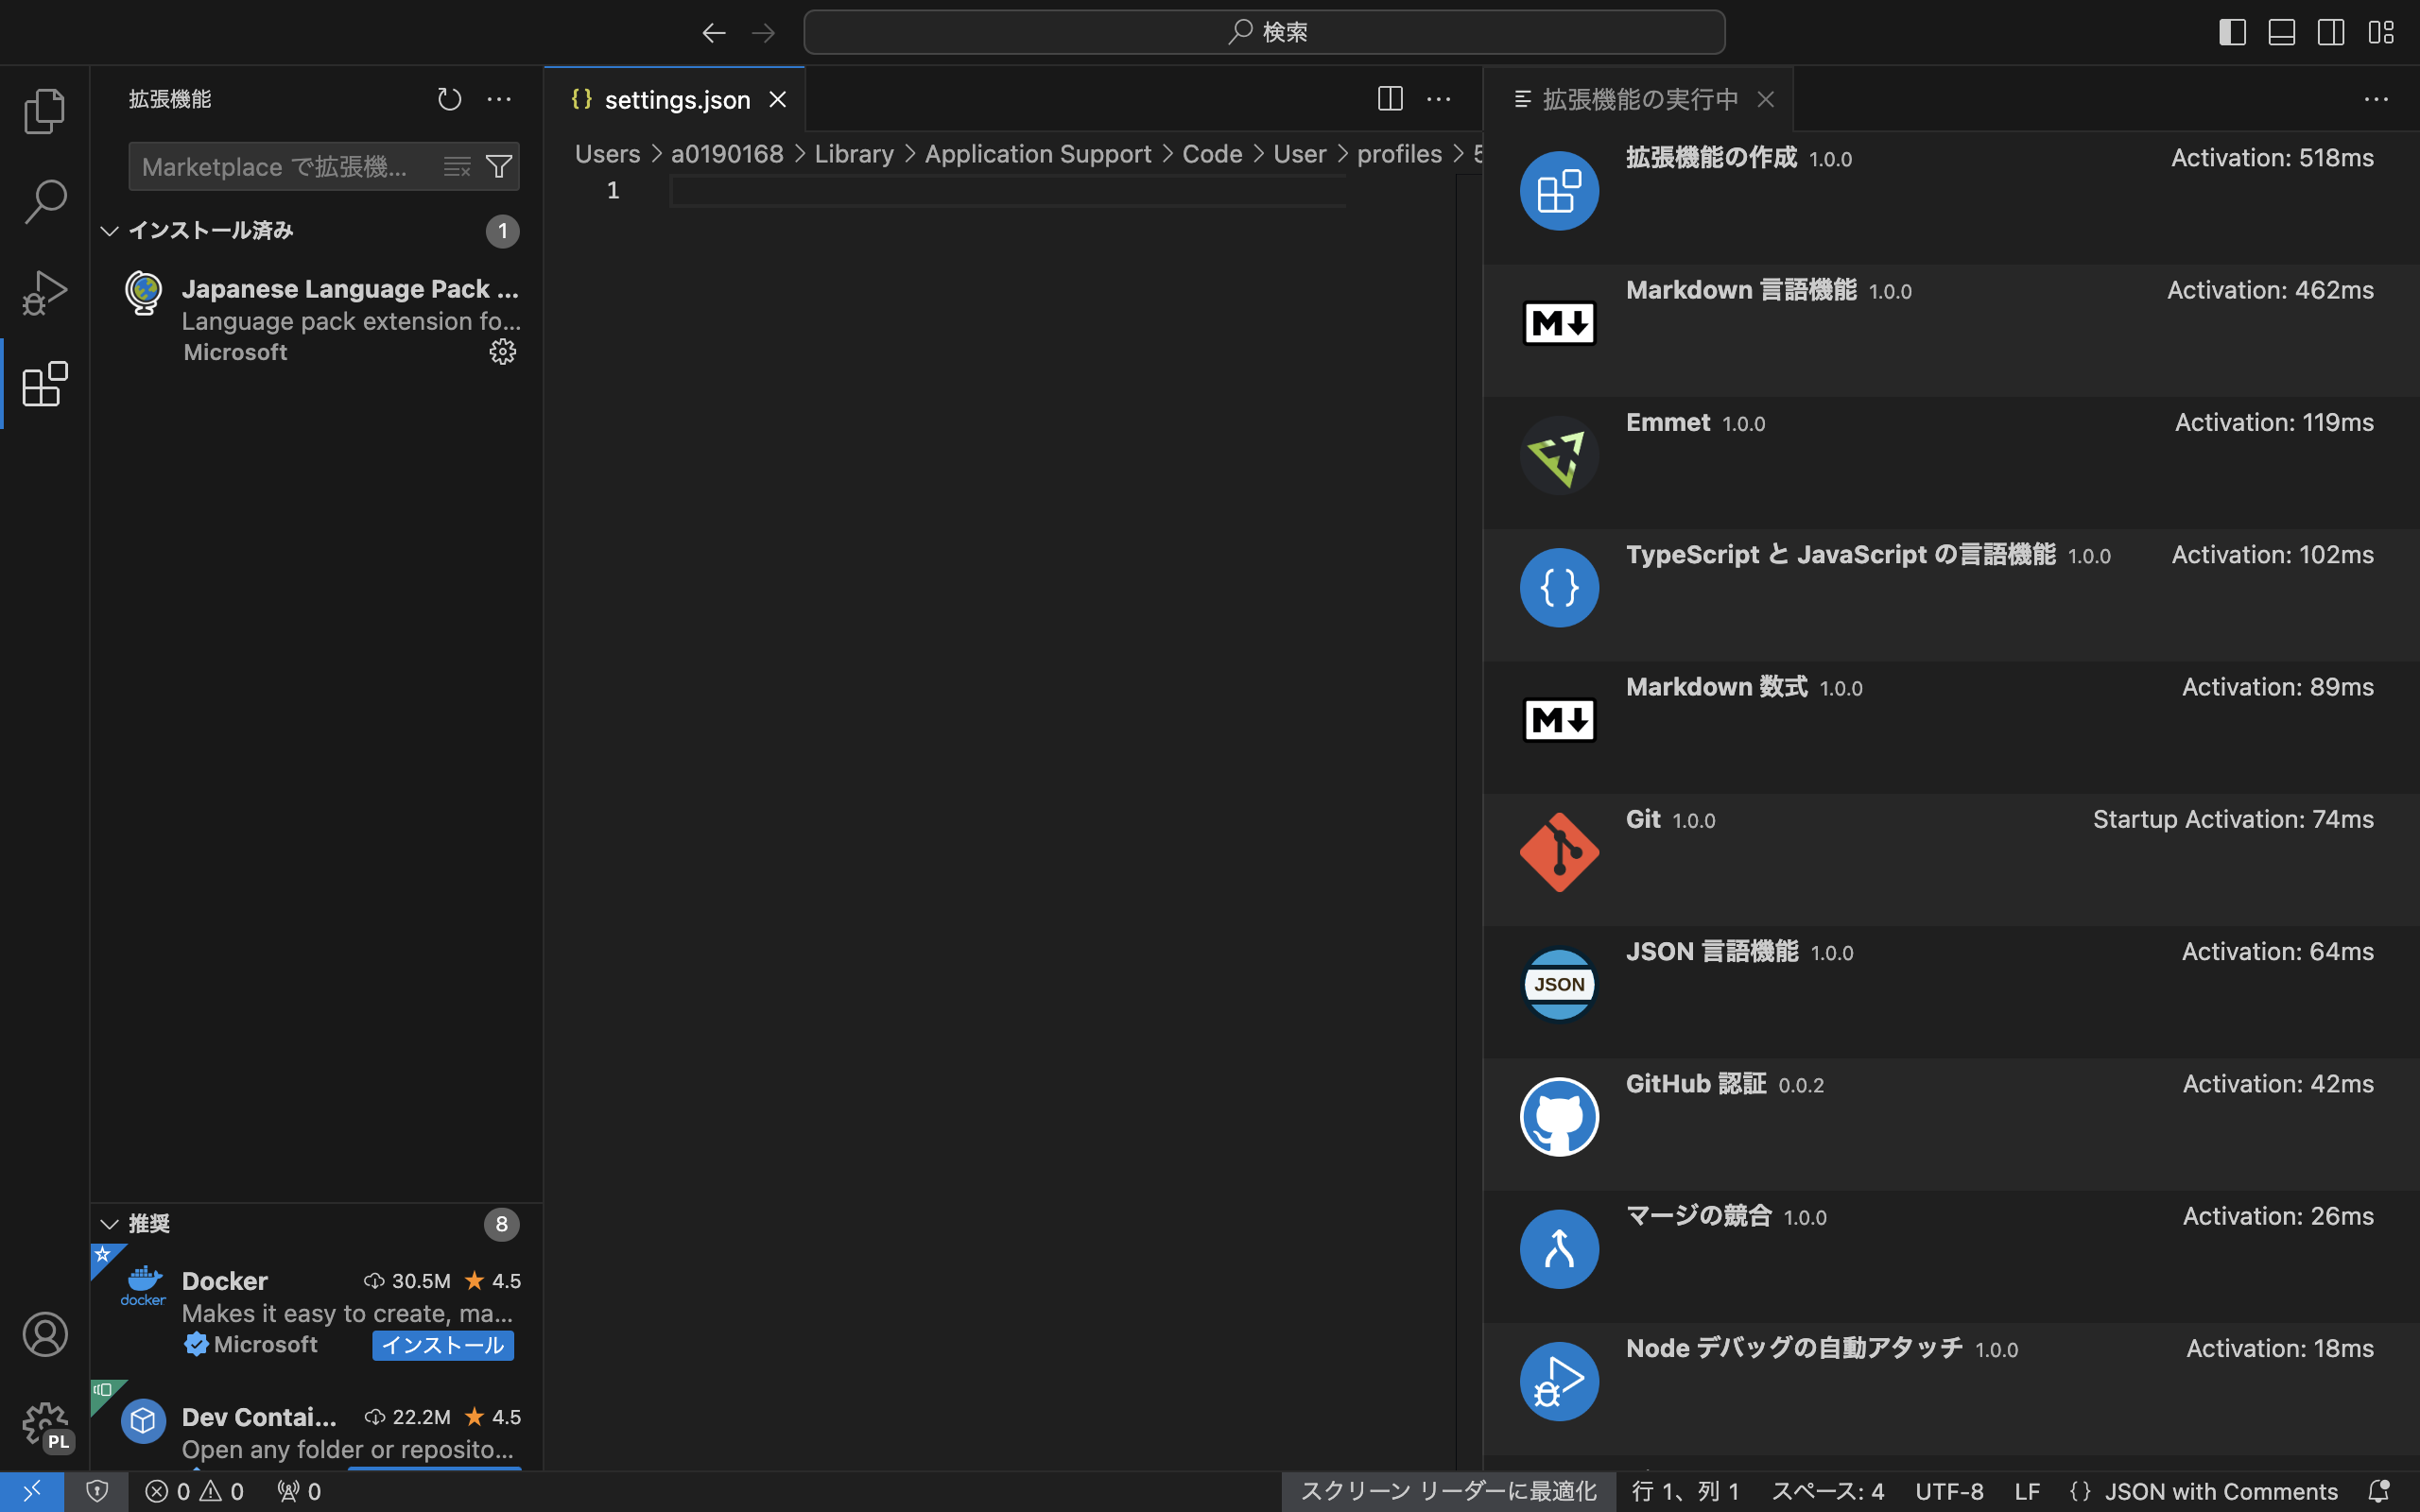 検索
拡張機能
Marketplace で拡張機...
インストール済み 1
Japanese Language Pack ...
Language pack extension fo...
Microsoft
推奨 8
docker
Docker 30.5M 4.5
Makes it easy to create, ma...
Microsoft インストール
Dev Contai... 22.2M 4.5
Open any folder or reposito...
PL
{} settings.json
Users > a0190168 > Library > Application Support > Code > User > profiles > 5
1
拡張機能の実行中
拡張機能の作成 1.0.0 Activation: 518ms
Markdown 言語機能 1.0.0 Activation: 462ms
Emmet 1.0.0 Activation: 119ms
TypeScript と JavaScript の言語機能 1.0.0 Activation: 102ms
Markdown 数式 1.0.0 Activation: 89ms
Git 1.0.0 Startup Activation: 74ms
JSON 言語機能 1.0.0 Activation: 64ms
JSON
GitHub 認証 0.0.2 Activation: 42ms
マージの競合 1.0.0 Activation: 26ms
Node デバッグの自動アタッチ 1.0.0 Activation: 18ms
0 0 0
スクリーン リーダーに最適化 行 1、列 1 スペース: 4 UTF-8 LF {} JSON with Comments